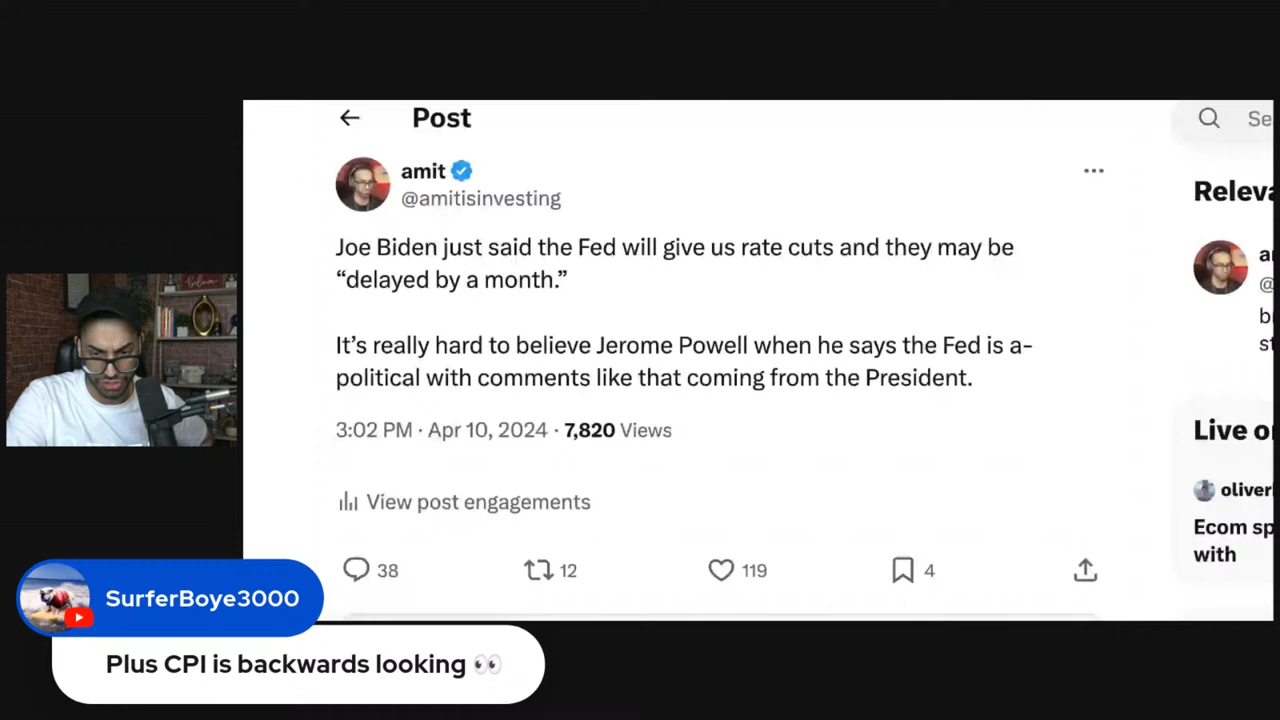 Post
Se
amit
@amitisinvesting
Joe Biden just said the Fed will give us rate cuts and they may be
“delayed by a month.”
It’s really hard to believe Jerome Powell when he says the Fed is a-
political with comments like that coming from the President.
3:02 PM · Apr 10, 2024 · 7,820 Views
View post engagements
38 12 119 4
Releva
@
Live o
oliver
Ecom sp
with
SurferBoye3000
Plus CPI is backwards looking 👀